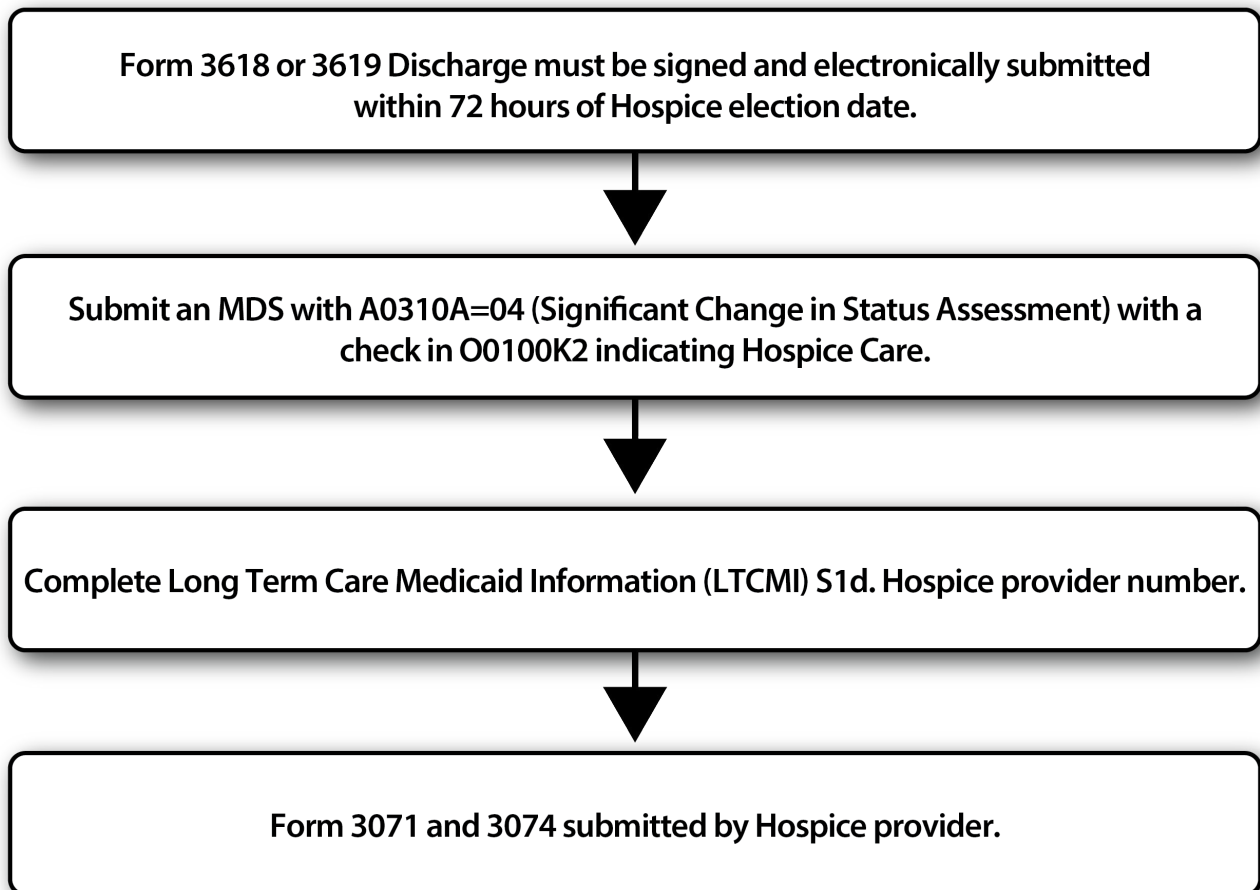 Form 3618 or 3619 Discharge must be signed and electronically submitted
within 72 hours of Hospice election date.
Submit an MDS with A0310A=04 (Significant Change in Status Assessment) with a
check in O0100K2 indicating Hospice Care.
Complete Long Term Care Medicaid Information (LTCMI) S1d. Hospice provider number.
Form 3071 and 3074 submitted by Hospice provider.